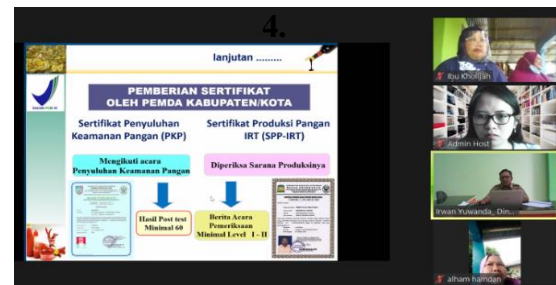 4.
lanjutan .........
PEMBERIAN SERTIFIKAT
OLEH PEMDA KABUPATEN/KOTA
Sertifikat Penyuluhan
Keamanan Pangan (PKP)
Mengikuti acara
Penyuluhan Keamanan Pangan
Hasil Post test
Minimal 60
Sertifikat Produksi Pangan
IRT (SPP-IRT)
Diperiksa Sarana Produksinya
Berita Acara
Pemeriksaan
Minimal Level I - II
Ibu Kholijah
Admin Host
Irwan Yuwanda_ Din...
alham hamdan